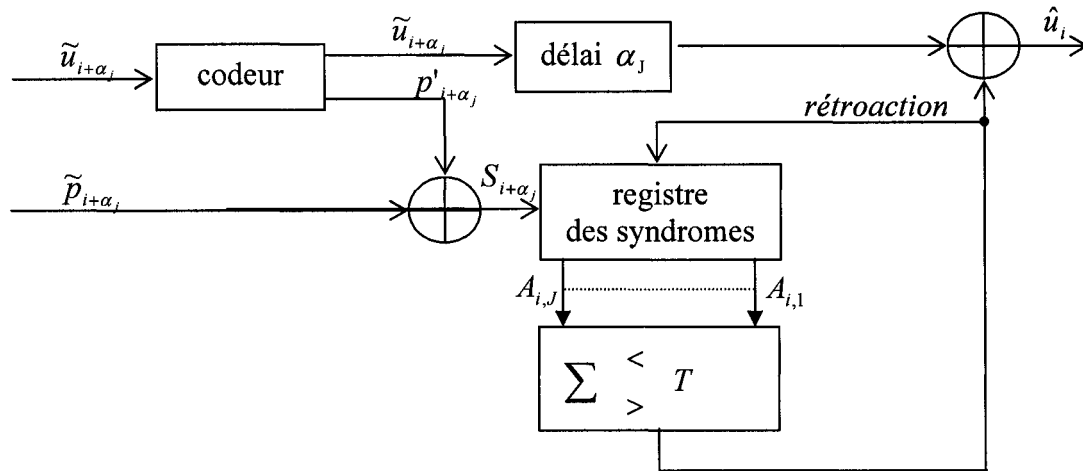 ũ_{i+α_j}
codeur
ũ_{i+α_j}
p'_{i+α_j}
délai α_J
û_i
rétroaction
p̃_{i+α_j}
S_{i+α_j}
registre
des syndromes
A_{i,J}
A_{i,1}
∑ < > T